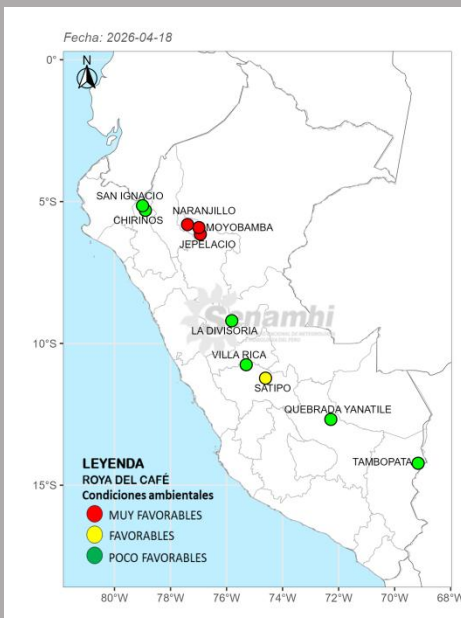 Fecha: 2026-04-18
N
0°
SAN IGNACIO
NARANJILLO
5°S
CHIRINOS
MOYOBAMBA
JEPELACIO
Senamhi
LA DIVISORIA
10°S
VILLA RICA
SATIPO
QUEBRADA YANATILE
TAMBOPATA
LEYENDA
ROYA DEL CAFÉ
Condiciones ambientales
15°S
MUY FAVORABLES
FAVORABLES
POCO FAVORABLES
80°W 78°W 76°W 74°W 72°W 70°W 68°W